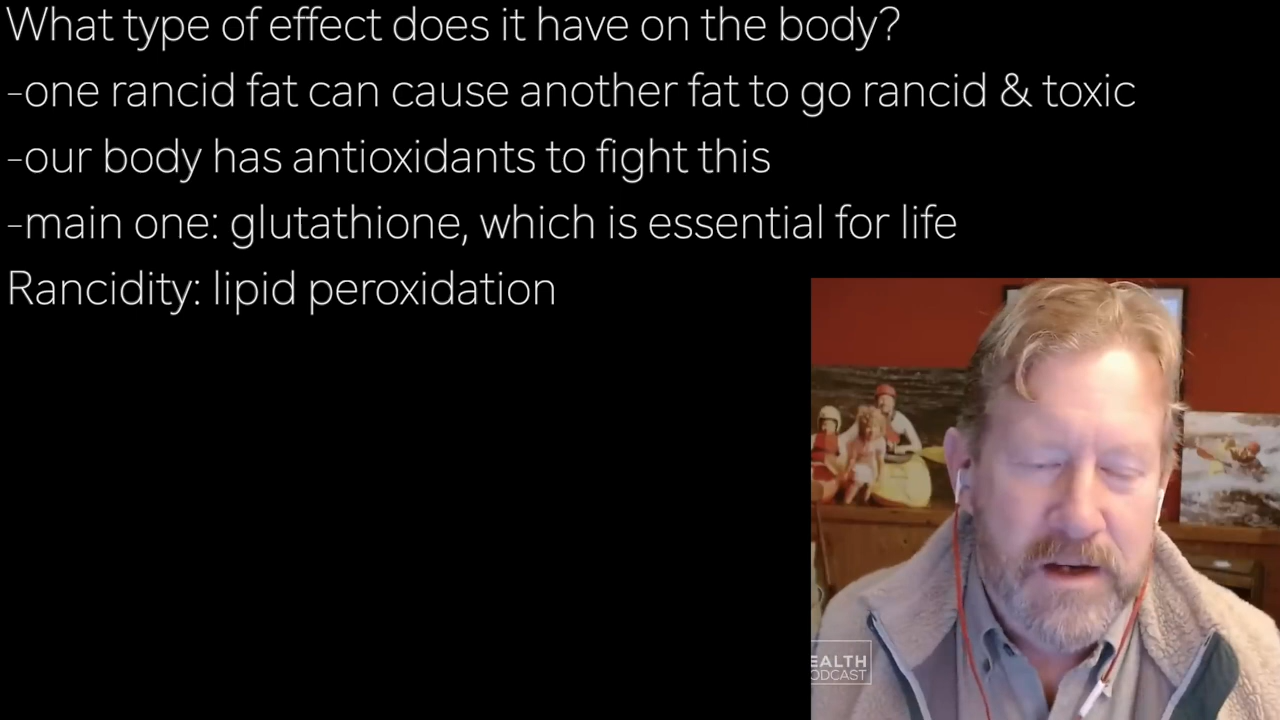 What type of effect does it have on the body?
-one rancid fat can cause another fat to go rancid & toxic
-our body has antioxidants to fight this
-main one: glutathione, which is essential for life
Rancidity: lipid peroxidation
EALTH
ODCAST